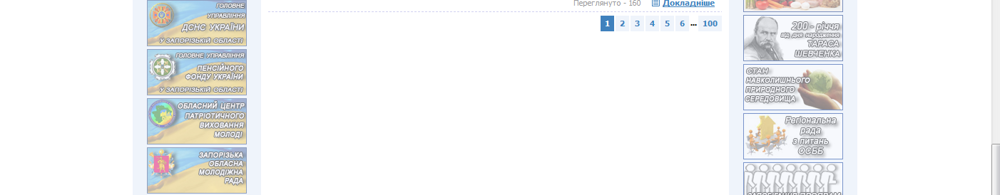 ГОЛОВНЕ
УПРАВЛІННЯ
ДСНС УКРАЇНИ
У ЗАПОРІЗЬКІЙ ОБЛАСТІ
ГОЛОВНЕ УПРАВЛІННЯ
ПЕНСІЙНОГО
ФОНДУ УКРАЇНИ
У ЗАПОРІЗЬКІЙ ОБЛАСТІ
ОБЛАСНИЙ ЦЕНТР
ПАТРІОТИЧНОГО
ВИХОВАННЯ
МОЛОДІ
ЗАПОРІЗЬКА
ОБЛАСНА
МОЛОДІЖНА
РАДА
Переглянуто - 160 Докладніше
1 2 3 4 5 6 ... 100
200 - річчя
від дня народження
ТАРАСА
ШЕВЧЕНКА
СТАН
НАВКОЛИШНЬОГО
ПРИРОДНОГО
СЕРЕДОВИЩА
Регіональна
рада
з питань
ОСББ